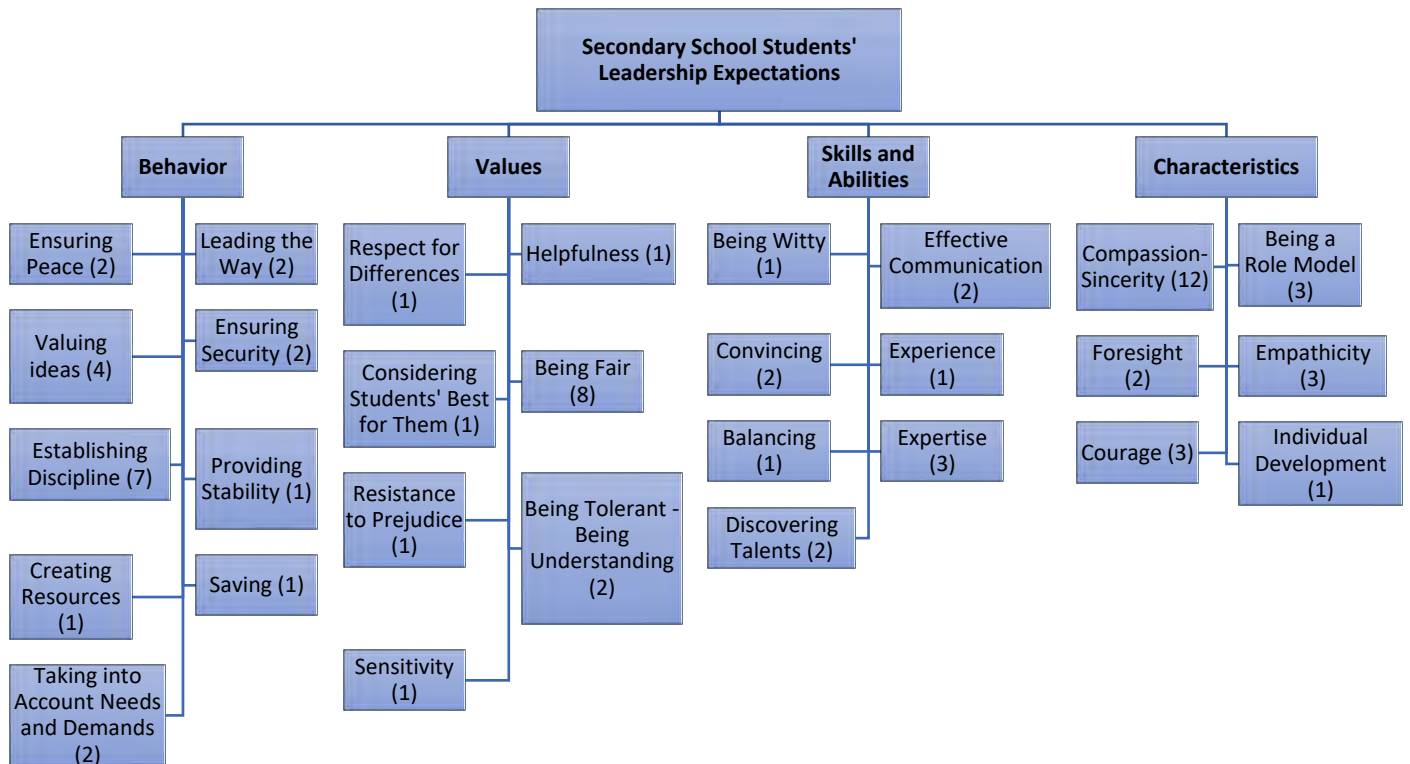 Secondary School Students'
Leadership Expectations
Behavior
Values
Skills and
Abilities
Characteristics
Ensuring
Peace (2)
Leading the
Way (2)
Valuing
ideas (4)
Ensuring
Security (2)
Establishing
Discipline (7)
Providing
Stability (1)
Creating
Resources
(1)
Saving (1)
Taking into
Account Needs
and Demands
(2)
Respect for
Differences
(1)
Helpfulness (1)
Considering
Students' Best
for Them (1)
Being Fair
(8)
Resistance
to Prejudice
(1)
Being Tolerant -
Being
Understanding
(2)
Sensitivity
(1)
Being Witty
(1)
Effective
Communication
(2)
Convincing
(2)
Experience
(1)
Balancing
(1)
Expertise
(3)
Discovering
Talents (2)
Compassion-
Sincerity (12)
Being a
Role Model
(3)
Foresight
(2)
Empathicity
(3)
Courage (3)
Individual
Development
(1)